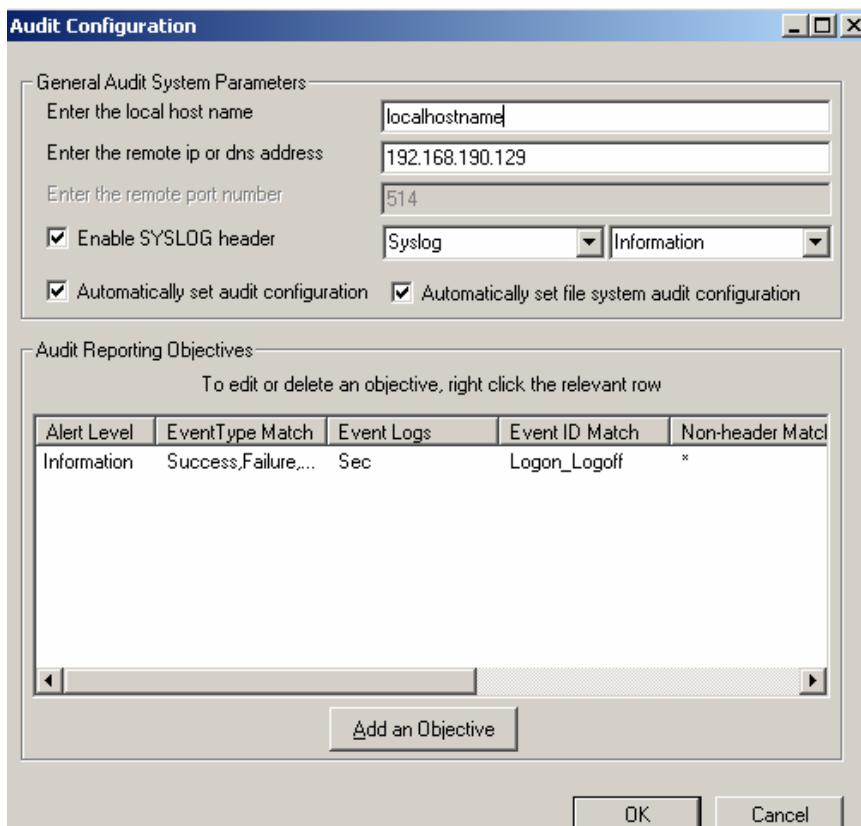 Audit Configuration
General Audit System Parameters
Enter the local host name
localhostname
Enter the remote ip or dns address
192.168.190.129
Enter the remote port number
514
Enable SYSLOG header
Syslog
Information
Automatically set audit configuration
Automatically set file system audit configuration
Audit Reporting Objectives
To edit or delete an objective, right click the relevant row
Alert Level EventType Match Event Logs Event ID Match Non-header Matcl
Information Success,Failure,... Sec Logon_Logoff *
Add an Objective
OK Cancel